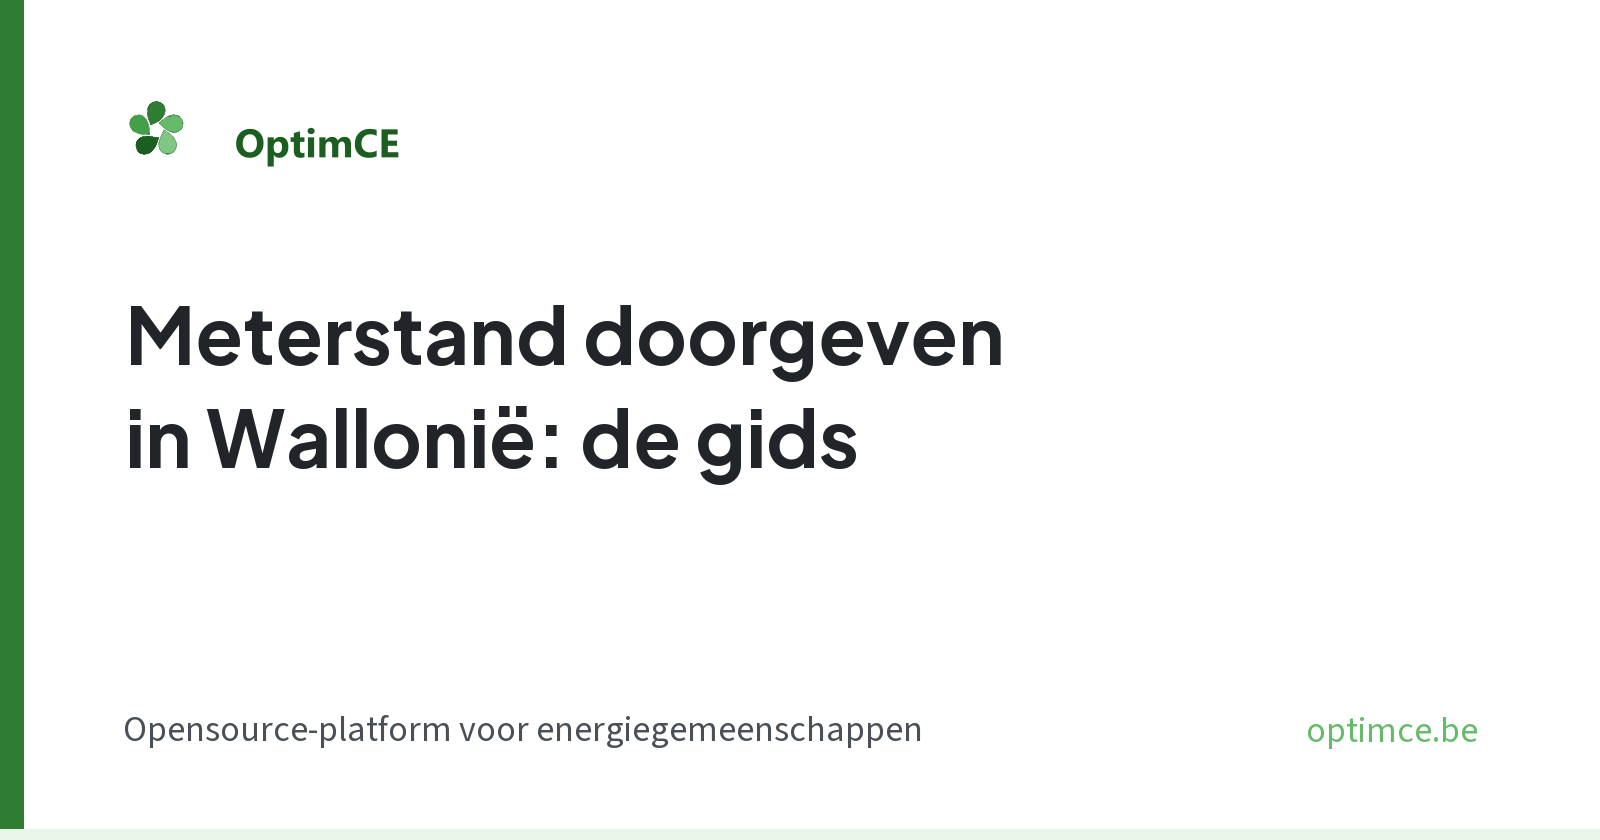 OptimCE
Meterstand doorgeven
in Wallonië: de gids
Opensource-platform voor energiegemeenschappen
optimce.be